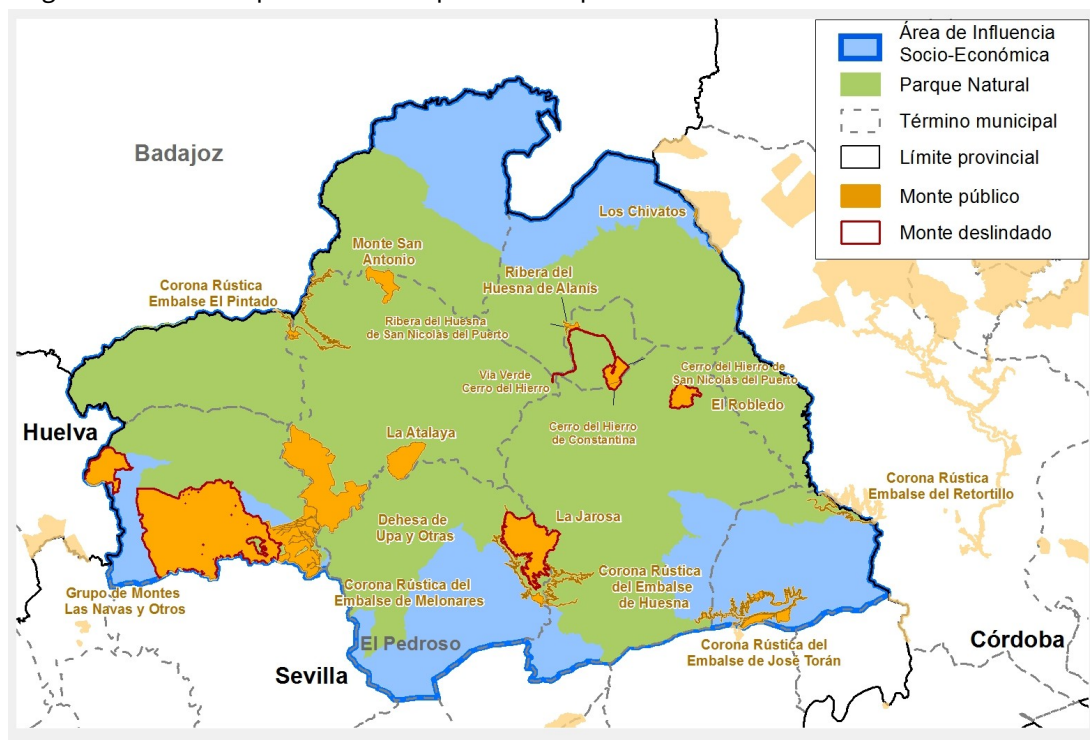 Área de Influencia
Socio-Económica
Parque Natural
Término municipal
Límite provincial
Monte público
Monte deslindado
Badajoz
Los Chivatos
Monte San
Antonio
Ribera del
Huesna de Alanís
Corona Rústica
Embalse El Pintado
Ribera del Huesna
de San Nicolás del Puerto
Vía Verde
Cerro del Hierro
Cerro del Hierro de
San Nicolás del Puerto
El Robledo
Cerro del Hierro
de Constantina
Huelva
La Atalaya
Corona Rústica
Embalse del Retortillo
Dehesa de
Upa y Otras
La Jarosa
Grupo de Montes
Las Navas y Otros
Corona Rústica del
Embalse de Melonares
Corona Rústica
del Embalse
de Huesna
El Pedroso
Corona Rústica del
Embalse de José Torán
Córdoba
Sevilla